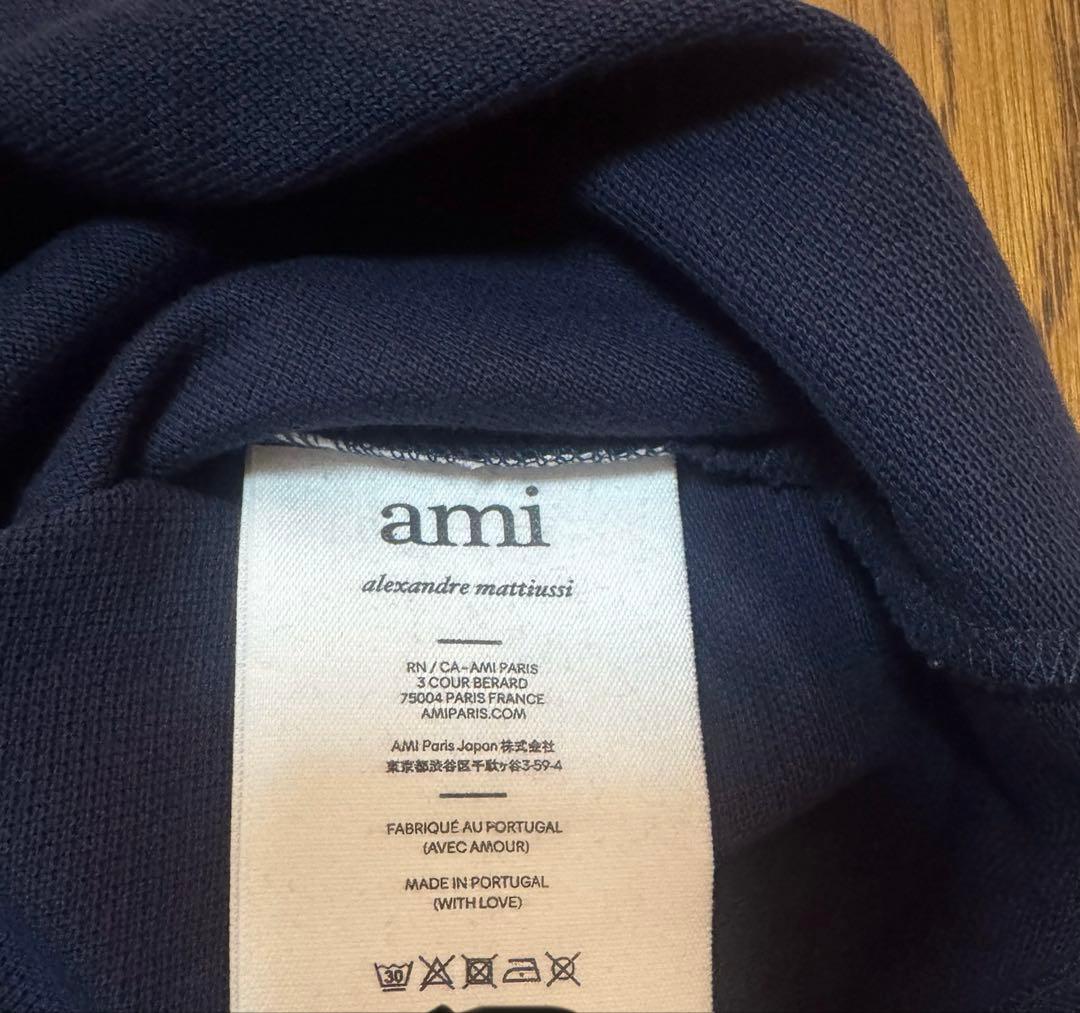 ami
alexandre mattiussi
RN / CA-AMI PARIS
3 COUR BERARD
75004 PARIS FRANCE
AMIPARIS.COM
AMI Paris Japan 株式会社
東京都渋谷区千駄ヶ谷3-59-4
FABRIQUÉ AU PORTUGAL
(AVEC AMOUR)
MADE IN PORTUGAL
(WITH LOVE)
30